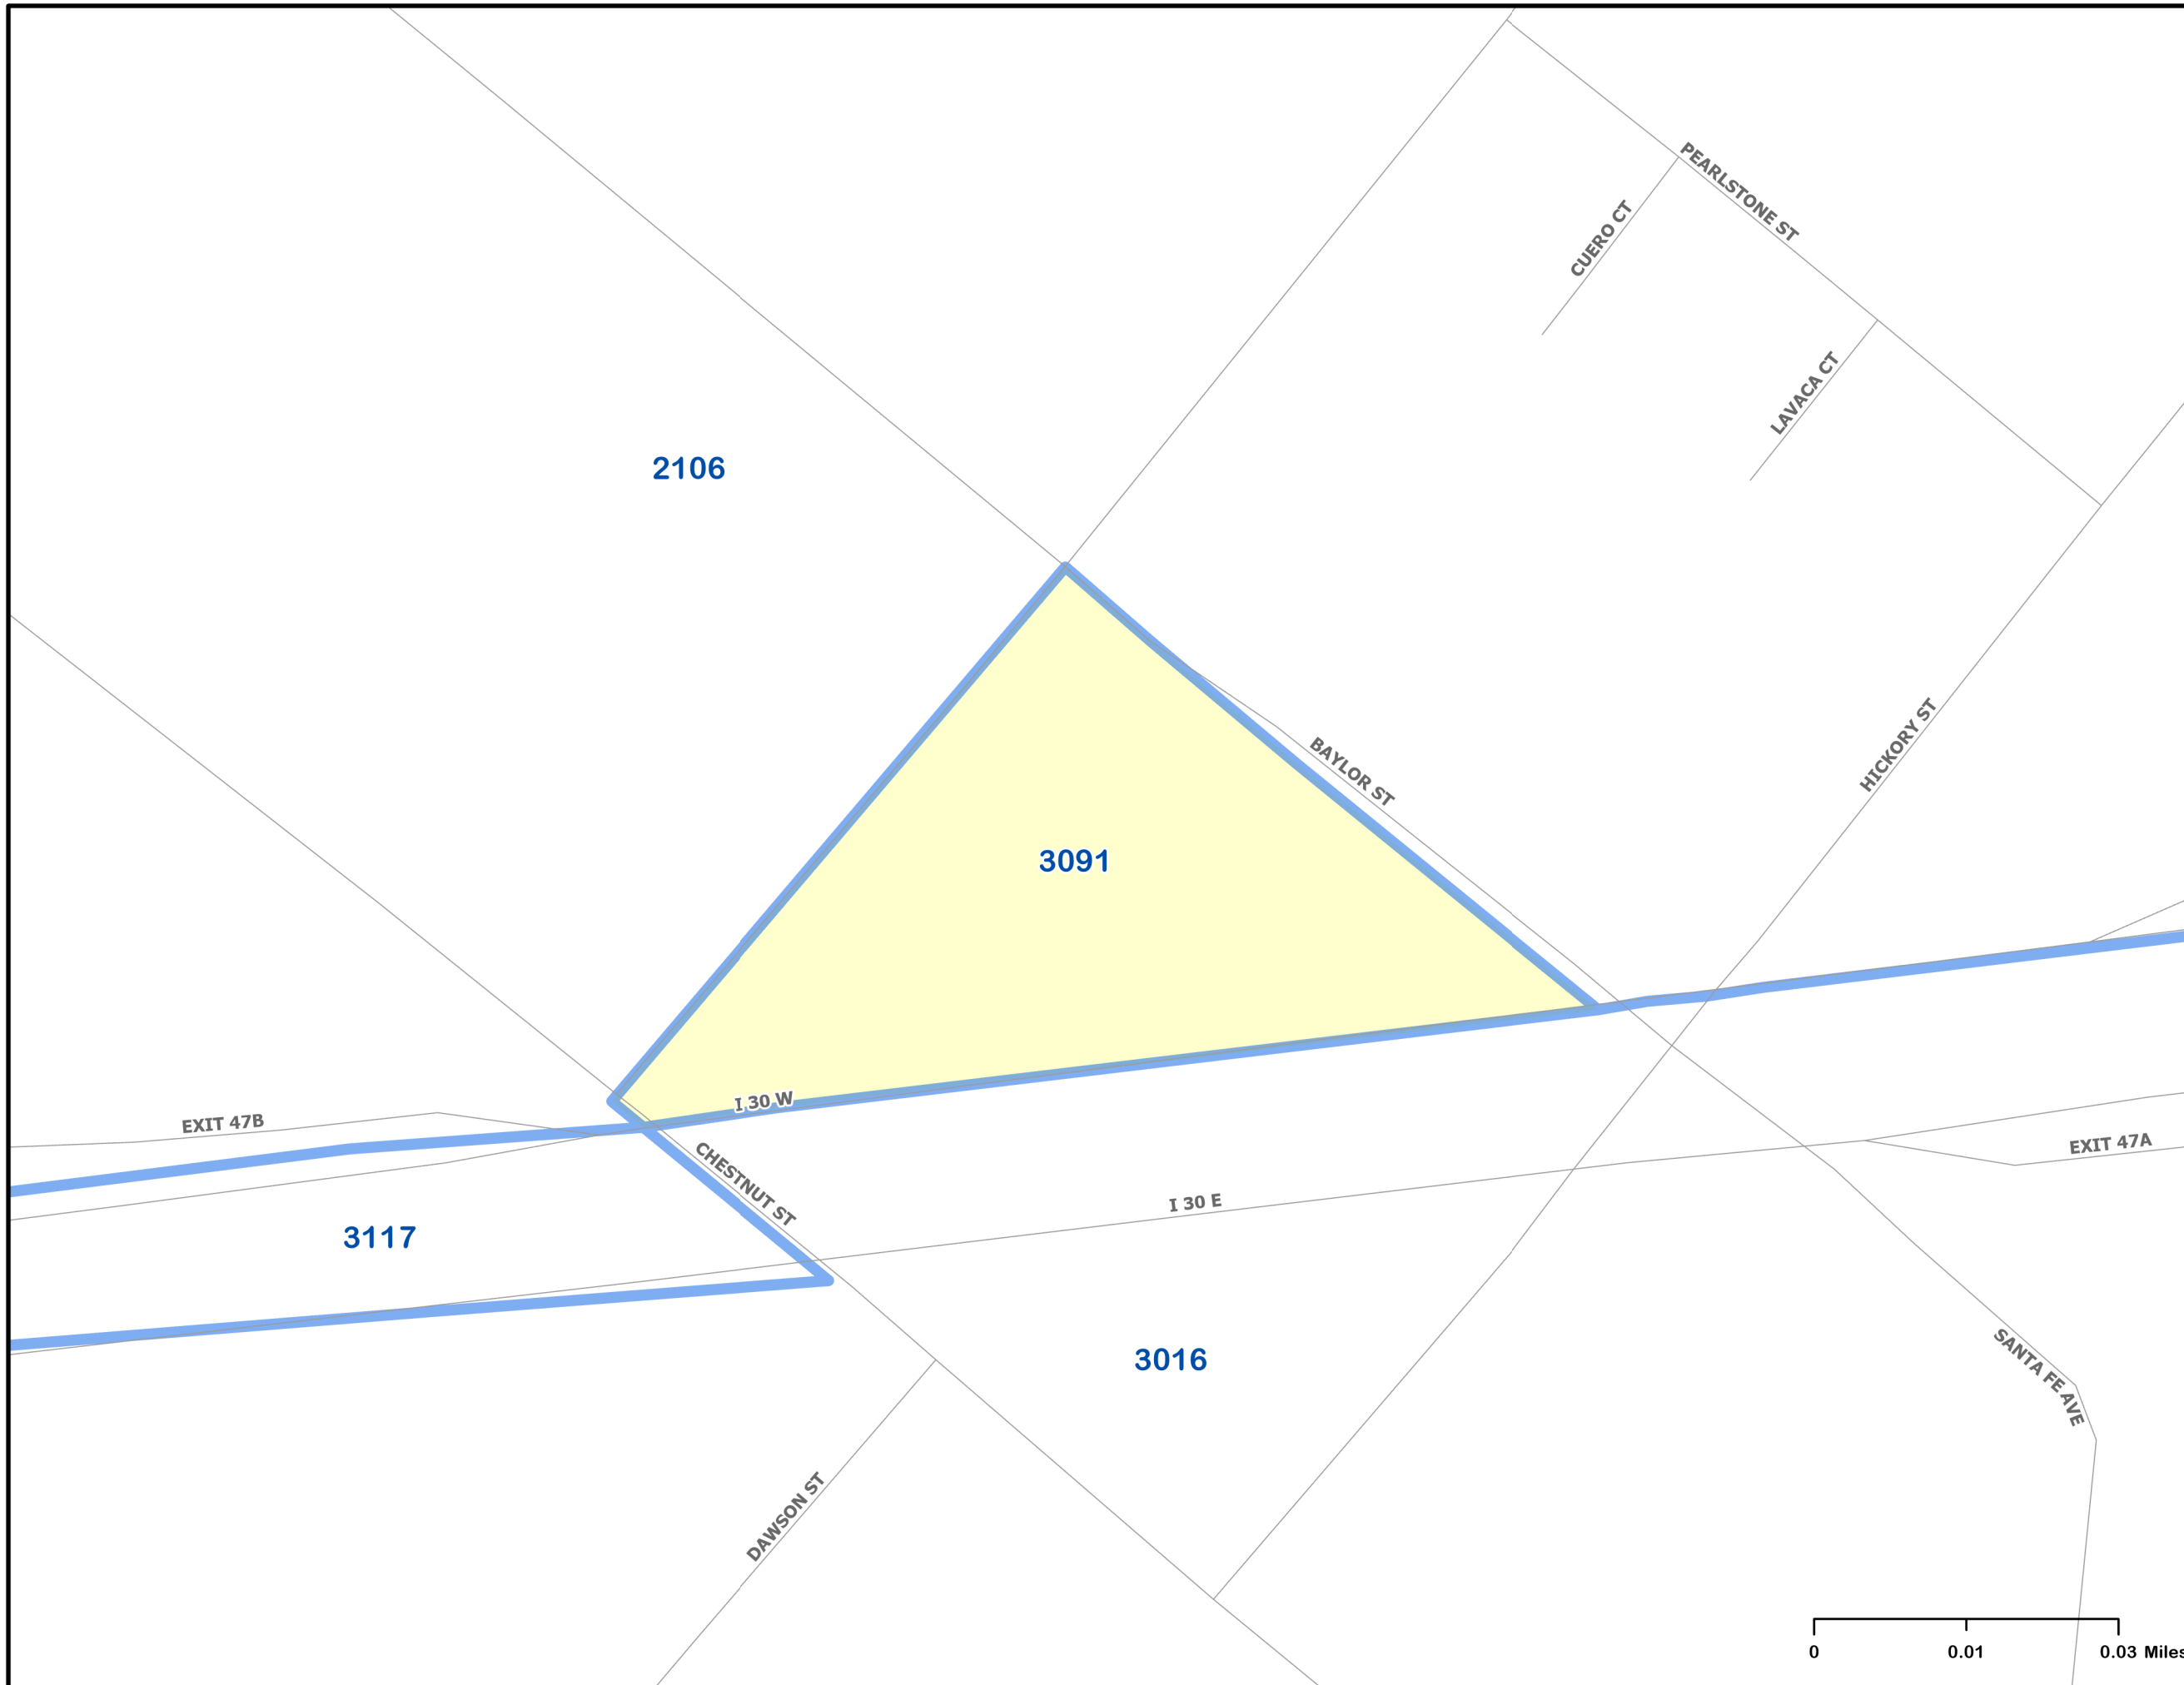 PEARLSTONE ST
CUERO CT
LAVACA CT
2106
HICKORY ST
BAYLOR ST
3091
I 30 W
EXIT 47B
CHESTNUT ST
EXIT 47A
I 30 E
3117
3016
SANTA FE AVE
DAWSON ST
0 0.01 0.03 Miles